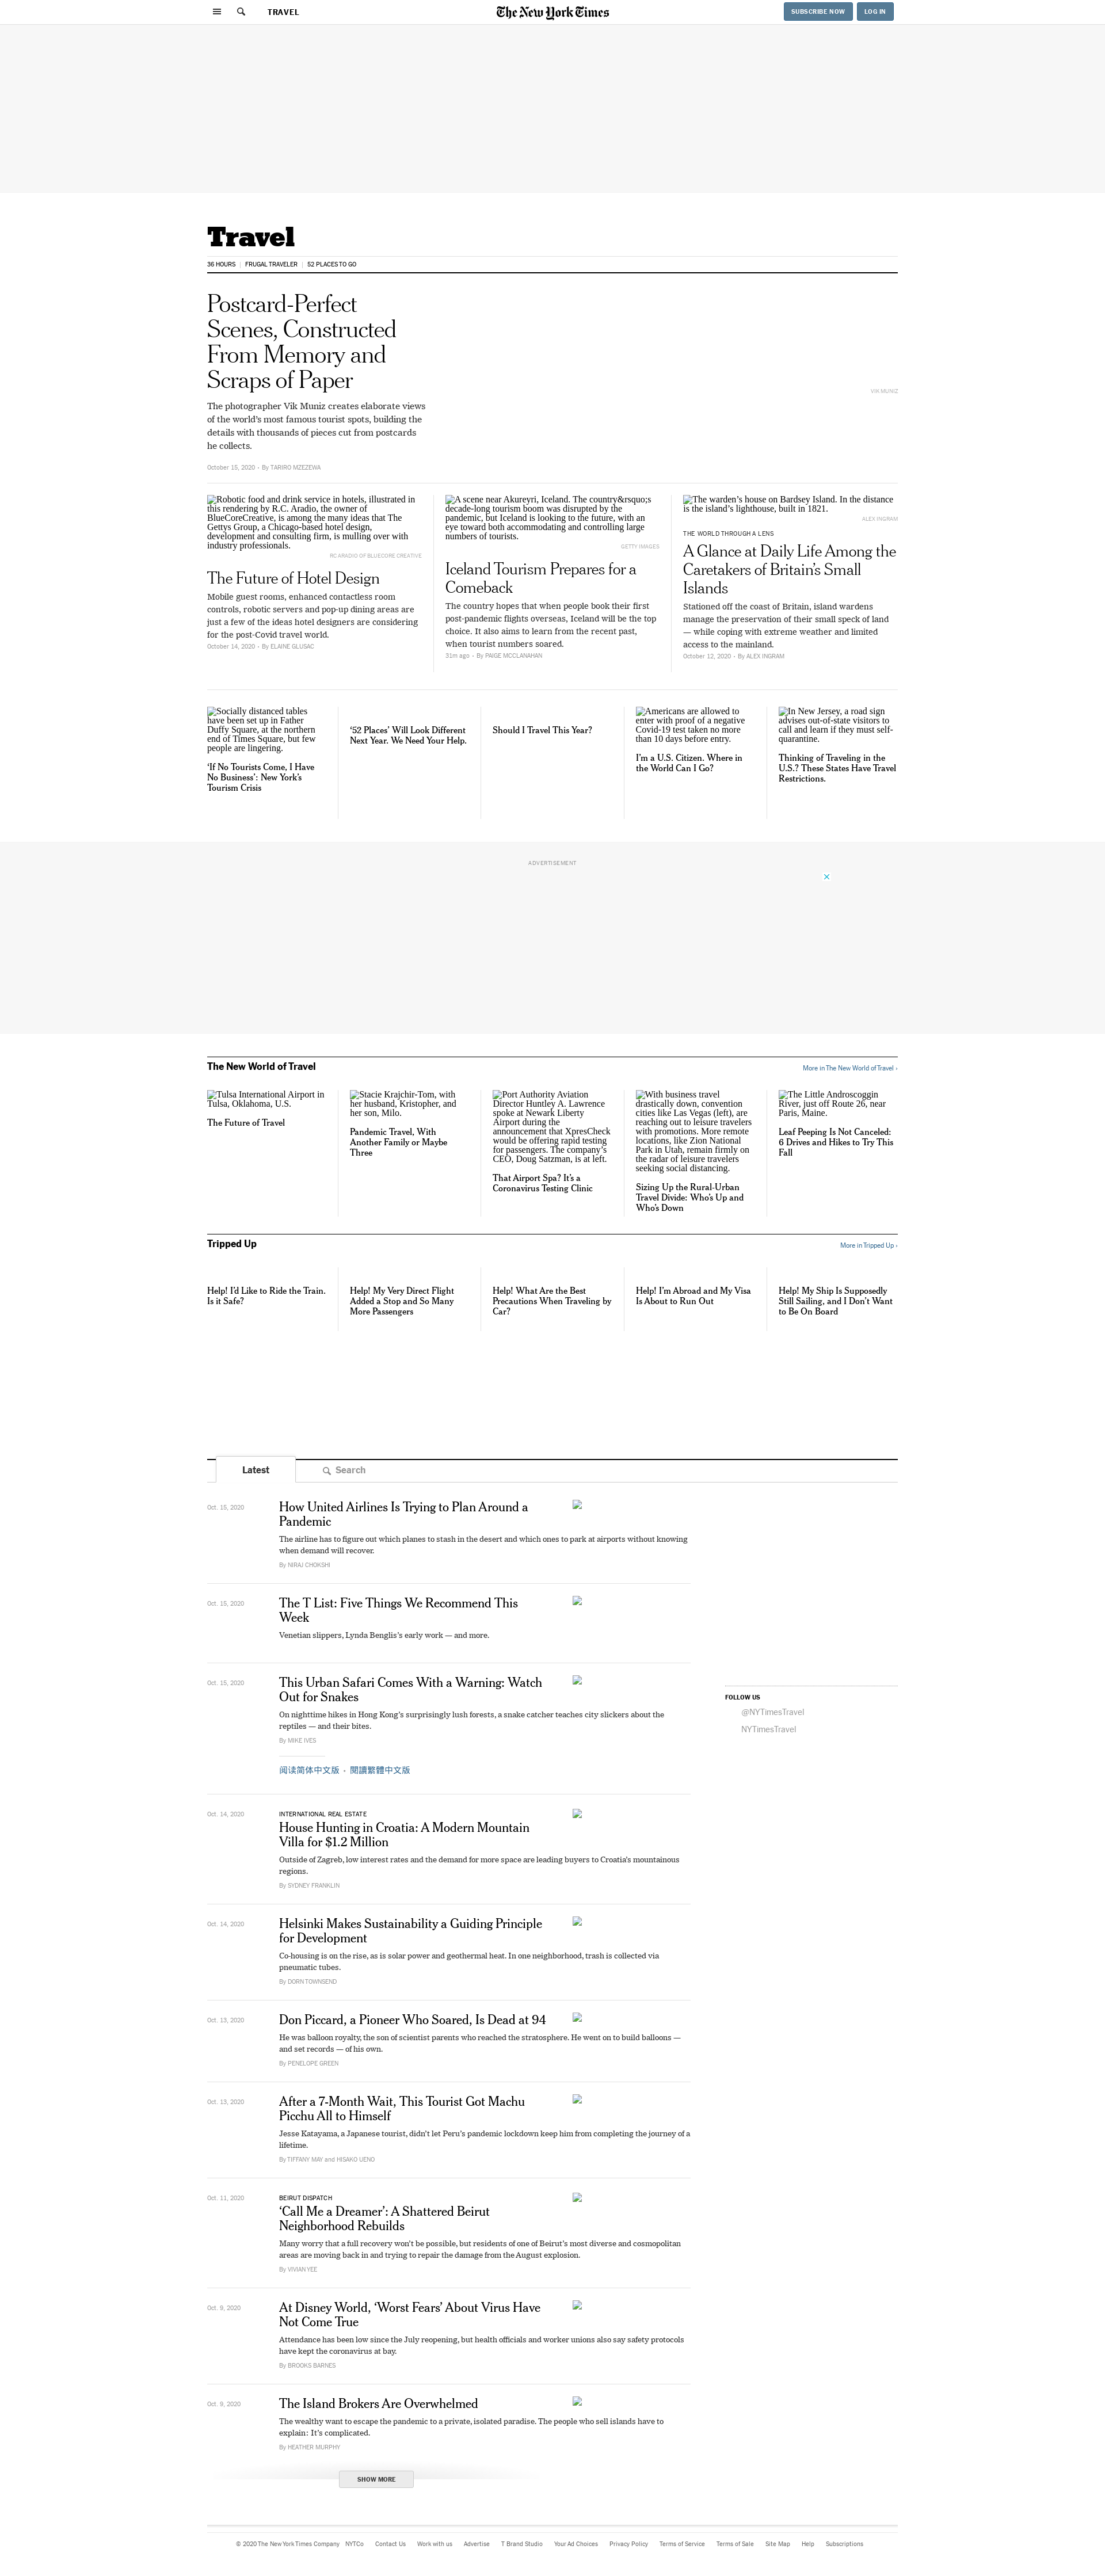 TRAVEL
The New York Times
SUBSCRIBE NOW
LOG IN
Travel
36 HOURS
FRUGAL TRAVELER
52 PLACES TO GO
Postcard-Perfect
Scenes, Constructed
From Memory and
Scraps of Paper
The photographer Vik Muniz creates elaborate views
of the world's most famous tourist spots, building the
details with thousands of pieces cut from postcards
he collects.
VIK MUNIZ
October 15, 2020 - By TARIRO MZEZEWA
Robotic food and drink service in hotels, illustrated in
this rendering by R.C. Aradio, the owner of
BlueCoreCreative, is among the many ideas that The
Gettys Group, a Chicago-based hotel design,
development and consulting firm, is mulling over with
industry professionals.
RC ARADIO OF BLUECORE CREATIVE
The Future of Hotel Design
Mobile guest rooms, enhanced contactless room
controls, robotic servers and pop-up dining areas are
just a few of the ideas hotel designers are considering
for the post-Covid travel world.
October 14, 2020 - By ELAINE GLUSAC
A scene near Akureyri, Iceland. The country&rsquo;s
decade-long tourism boom was disrupted by the
pandemic, but Iceland is looking to the future, with an
eye toward both accommodating and controlling large
numbers of tourists.
GETTY IMAGES
Iceland Tourism Prepares for a
Comeback
The country hopes that when people book their first
post-pandemic flights overseas, Iceland will be the top
choice. It also aims to learn from the recent past,
when tourist numbers soared.
31m ago - By PAIGE MCCLANAHAN
The warden's house on Bardsey Island. In the distance
is the island's lighthouse, built in 1821.
ALEX INGRAM
THE WORLD THROUGH A LENS
A Glance at Daily Life Among the
Caretakers of Britain's Small
Islands
Stationed off the coast of Britain, island wardens
manage the preservation of their small speck of land
— while coping with extreme weather and limited
access to the mainland.
October 12, 2020 - By ALEX INGRAM
Socially distanced tables
have been set up in Father
Duffy Square, at the northern
end of Times Square, but few
people are lingering.
'If No Tourists Come, I Have
No Business': New York's
Tourism Crisis
'52 Places' Will Look Different
Next Year. We Need Your Help.
Should I Travel This Year?
Americans are allowed to
enter with proof of a negative
Covid-19 test taken no more
than 10 days before entry.
I'm a U.S. Citizen. Where in
the World Can I Go?
In New Jersey, a road sign
advises out-of-state visitors to
call and learn if they must self-
quarantine.
Thinking of Traveling in the
U.S.? These States Have Travel
Restrictions.
ADVERTISEMENT
The New World of Travel
More in The New World of Travel ›
Tulsa International Airport in
Tulsa, Oklahoma, U.S.
The Future of Travel
Stacie Krajchir-Tom, with
her husband, Kristopher, and
her son, Milo.
Pandemic Travel, With
Another Family or Maybe
Three
Port Authority Aviation
Director Huntley A. Lawrence
spoke at Newark Liberty
Airport during the
announcement that XpresCheck
would be offering rapid testing
for passengers. The company's
CEO, Doug Satzman, is at left.
That Airport Spa? It's a
Coronavirus Testing Clinic
With business travel
drastically down, convention
cities like Las Vegas (left), are
reaching out to leisure travelers
with promotions. More remote
locations, like Zion National
Park in Utah, remain firmly on
the radar of leisure travelers
seeking social distancing.
Sizing Up the Rural-Urban
Travel Divide: Who's Up and
Who's Down
The Little Androscoggin
River, just off Route 26, near
Paris, Maine.
Leaf Peeping Is Not Canceled:
6 Drives and Hikes to Try This
Fall
Tripped Up
More in Tripped Up ›
Help! I'd Like to Ride the Train.
Is it Safe?
Help! My Very Direct Flight
Added a Stop and So Many
More Passengers
Help! What Are the Best
Precautions When Traveling by
Car?
Help! I'm Abroad and My Visa
Is About to Run Out
Help! My Ship Is Supposedly
Still Sailing, and I Don't Want
to Be On Board
Latest
Search
Oct. 15, 2020
How United Airlines Is Trying to Plan Around a
Pandemic
The airline has to figure out which planes to stash in the desert and which ones to park at airports without knowing
when demand will recover.
By NIRAJ CHOKSHI
Oct. 15, 2020
The T List: Five Things We Recommend This
Week
Venetian slippers, Lynda Benglis's early work — and more.
Oct. 15, 2020
This Urban Safari Comes With a Warning: Watch
Out for Snakes
On nighttime hikes in Hong Kong's surprisingly lush forests, a snake catcher teaches city slickers about the
reptiles — and their bites.
By MIKE IVES
阅读简体中文版 · 閱讀繁體中文版
FOLLOW US
@NYTimesTravel
NYTimesTravel
Oct. 14, 2020
INTERNATIONAL REAL ESTATE
House Hunting in Croatia: A Modern Mountain
Villa for $1.2 Million
Outside of Zagreb, low interest rates and the demand for more space are leading buyers to Croatia's mountainous
regions.
By SYDNEY FRANKLIN
Oct. 14, 2020
Helsinki Makes Sustainability a Guiding Principle
for Development
Co-housing is on the rise, as is solar power and geothermal heat. In one neighborhood, trash is collected via
pneumatic tubes.
By DORN TOWNSEND
Oct. 13, 2020
Don Piccard, a Pioneer Who Soared, Is Dead at 94
He was balloon royalty, the son of scientist parents who reached the stratosphere. He went on to build balloons —
and set records — of his own.
By PENELOPE GREEN
Oct. 13, 2020
After a 7-Month Wait, This Tourist Got Machu
Picchu All to Himself
Jesse Katayama, a Japanese tourist, didn't let Peru's pandemic lockdown keep him from completing the journey of a
lifetime.
By TIFFANY MAY and HISAKO UENO
Oct. 11, 2020
BEIRUT DISPATCH
'Call Me a Dreamer': A Shattered Beirut
Neighborhood Rebuilds
Many worry that a full recovery won't be possible, but residents of one of Beirut's most diverse and cosmopolitan
areas are moving back in and trying to repair the damage from the August explosion.
By VIVIAN YEE
Oct. 9, 2020
At Disney World, 'Worst Fears' About Virus Have
Not Come True
Attendance has been low since the July reopening, but health officials and worker unions also say safety protocols
have kept the coronavirus at bay.
By BROOKS BARNES
Oct. 9, 2020
The Island Brokers Are Overwhelmed
The wealthy want to escape the pandemic to a private, isolated paradise. The people who sell islands have to
explain: It's complicated.
By HEATHER MURPHY
SHOW MORE
© 2020 The New York Times Company NYTCo Contact Us Work with us Advertise T Brand Studio Your Ad Choices Privacy Policy Terms of Service Terms of Sale Site Map Help Subscriptions